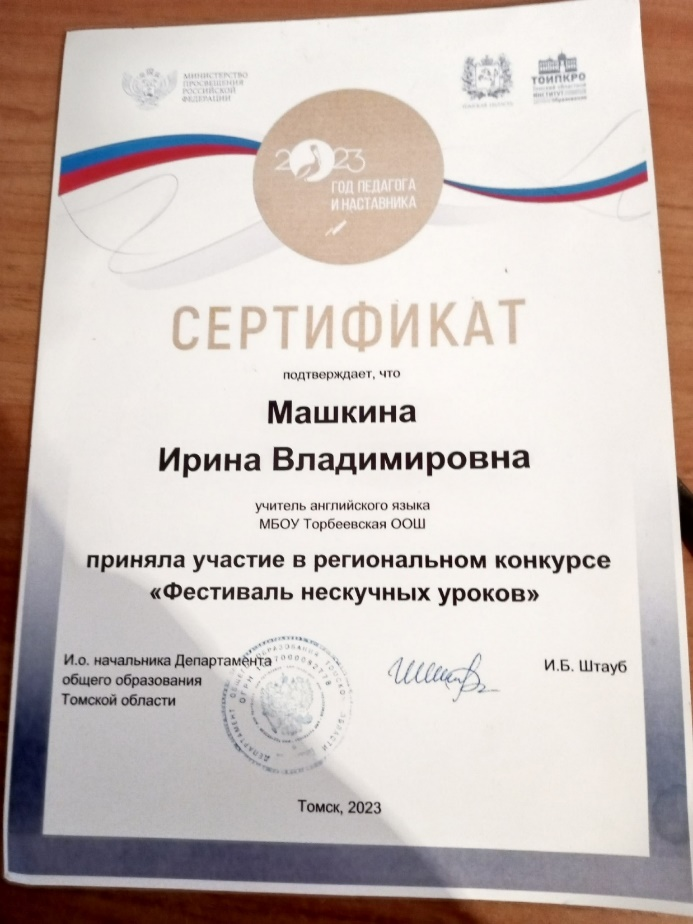 МИНИСТЕРСТВО
ПРОСВЕЩЕНИЯ
РОССИЙСКОЙ
ФЕДЕРАЦИИ
ТОИПКРО
2023
ГОД ПЕДАГОГА
И НАСТАВНИКА
СЕРТИФИКАТ
подтверждает, что
Машкина
Ирина Владимировна
учитель английского языка
МБОУ Торбеевская ООШ
приняла участие в региональном конкурсе
«Фестиваль нескучных уроков»
И.о. начальника Департамента
общего образования
Томской области
И.Б. Штауб
Томск, 2023